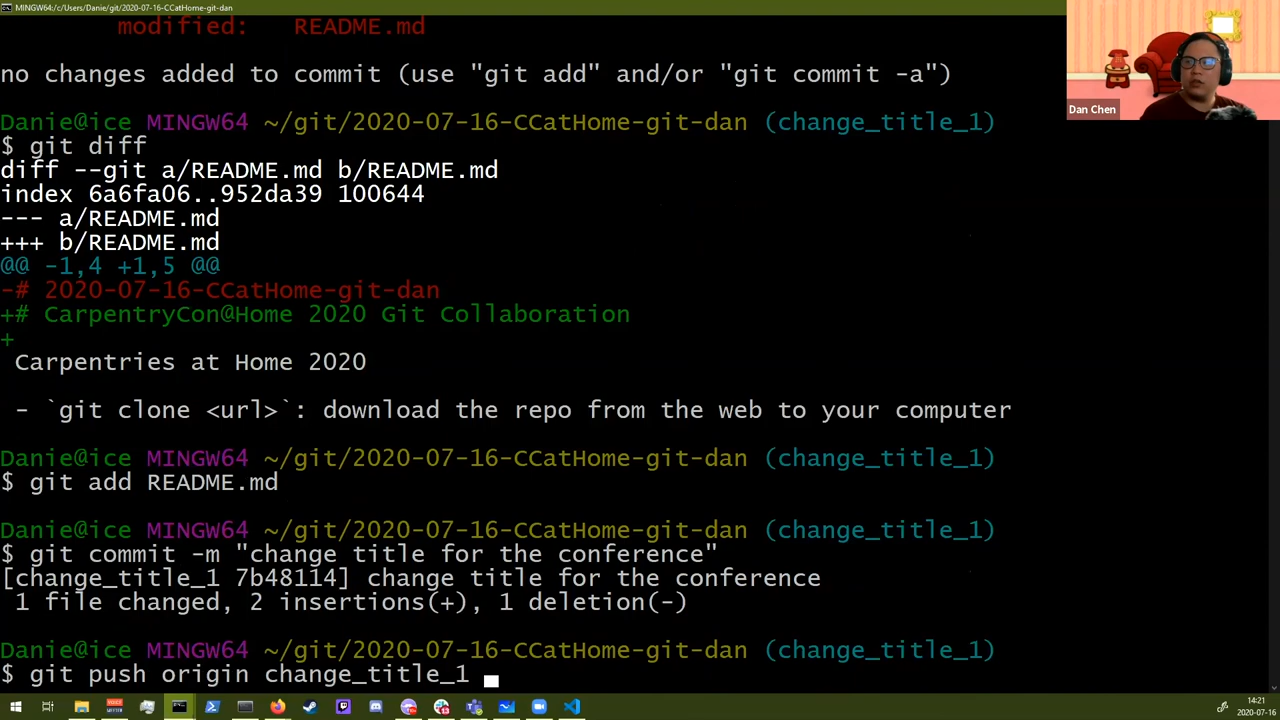 MINGW64:/c/Users/Danie/git/2020-07-16-CCatHome-git-dan
modified: README.md
no changes added to commit (use "git add" and/or "git commit -a")
Danie@ice MINGW64 ~/git/2020-07-16-CCatHome-git-dan (change_title_1)
$ git diff
diff --git a/README.md b/README.md
index 6a6fa06..952da39 100644
--- a/README.md
+++ b/README.md
@@ -1,4 +1,5 @@
-# 2020-07-16-CCatHome-git-dan
+# CarpentryCon@Home 2020 Git Collaboration
+
Carpentries at Home 2020
- `git clone <url>`: download the repo from the web to your computer
Danie@ice MINGW64 ~/git/2020-07-16-CCatHome-git-dan (change_title_1)
$ git add README.md
Danie@ice MINGW64 ~/git/2020-07-16-CCatHome-git-dan (change_title_1)
$ git commit -m "change title for the conference"
[change_title_1 7b48114] change title for the conference
1 file changed, 2 insertions(+), 1 deletion(-)
Danie@ice MINGW64 ~/git/2020-07-16-CCatHome-git-dan (change_title_1)
$ git push origin change_title_1
Dan Chen
14:21
2020-07-16